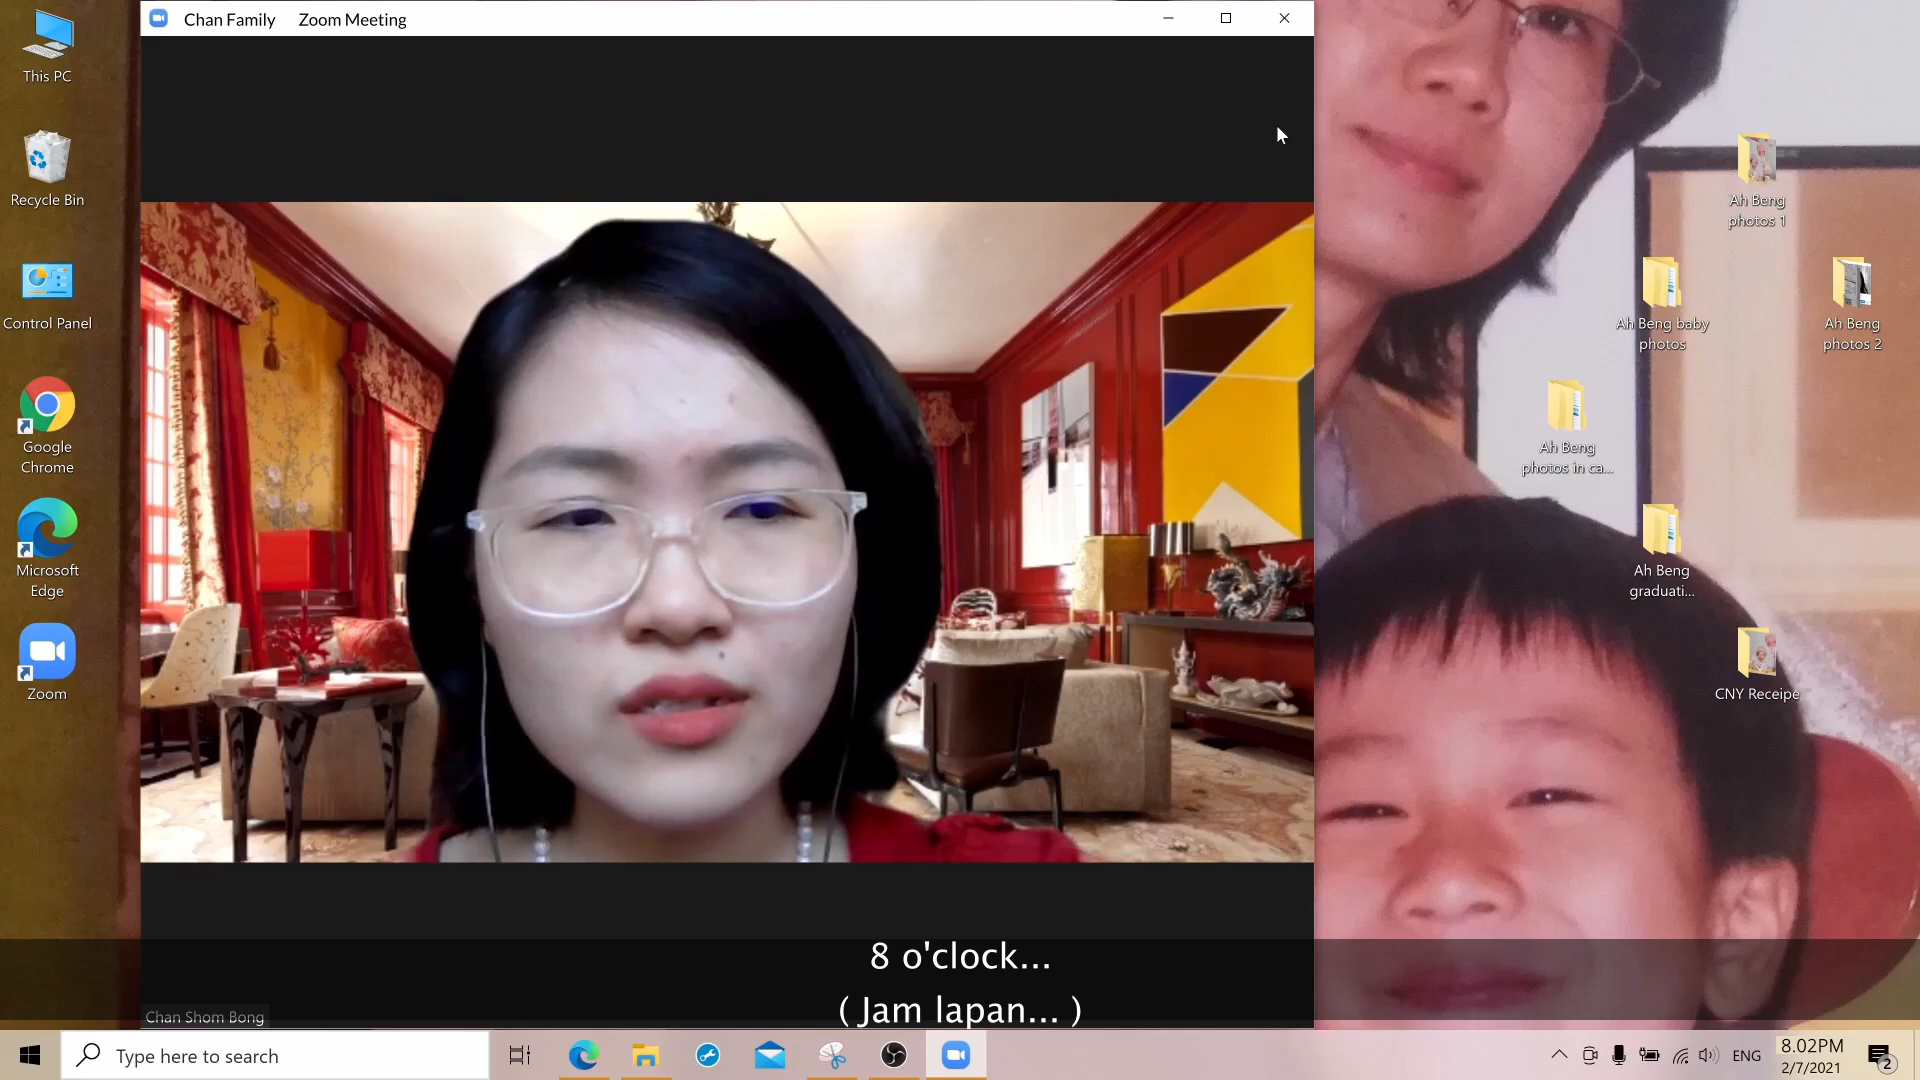 Chan Family Zoom Meeting
This PC
Recycle Bin
Control Panel
Google
Chrome
Microsoft
Edge
Zoom
Ah Beng
photos 1
Ah Beng baby
photos
Ah Beng
photos 2
Ah Beng
photos in ca...
Ah Beng
graduati...
CNY Receipe
8 o'clock...
( Jam lapan... )
Chan Shom Bong
Type here to search
ENG
8.02PM
2/7/2021
2